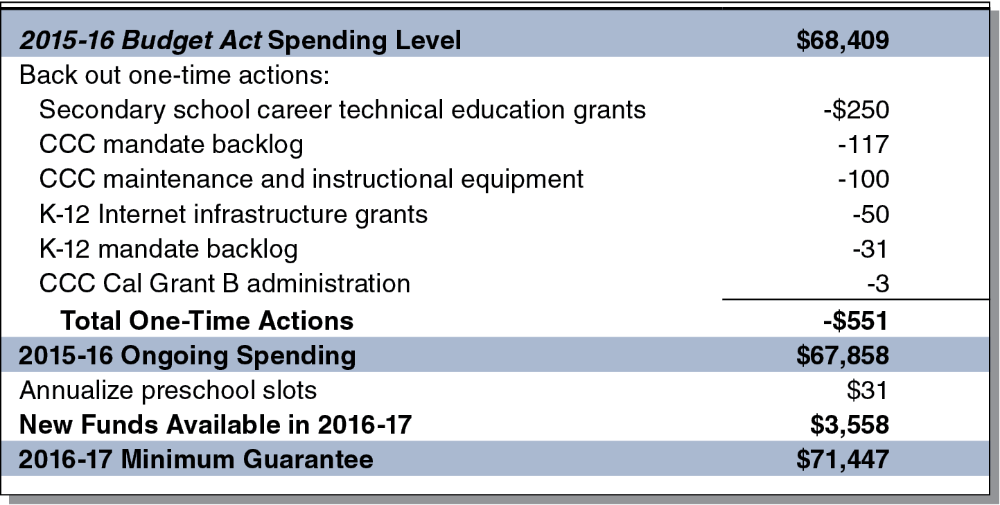 2015-16 Budget Act Spending Level $68,409
Back out one-time actions:
Secondary school career technical education grants -$250
CCC mandate backlog -117
CCC maintenance and instructional equipment -100
K-12 Internet infrastructure grants -50
K-12 mandate backlog -31
CCC Cal Grant B administration -3
Total One-Time Actions -$551
2015-16 Ongoing Spending $67,858
Annualize preschool slots $31
New Funds Available in 2016-17 $3,558
2016-17 Minimum Guarantee $71,447